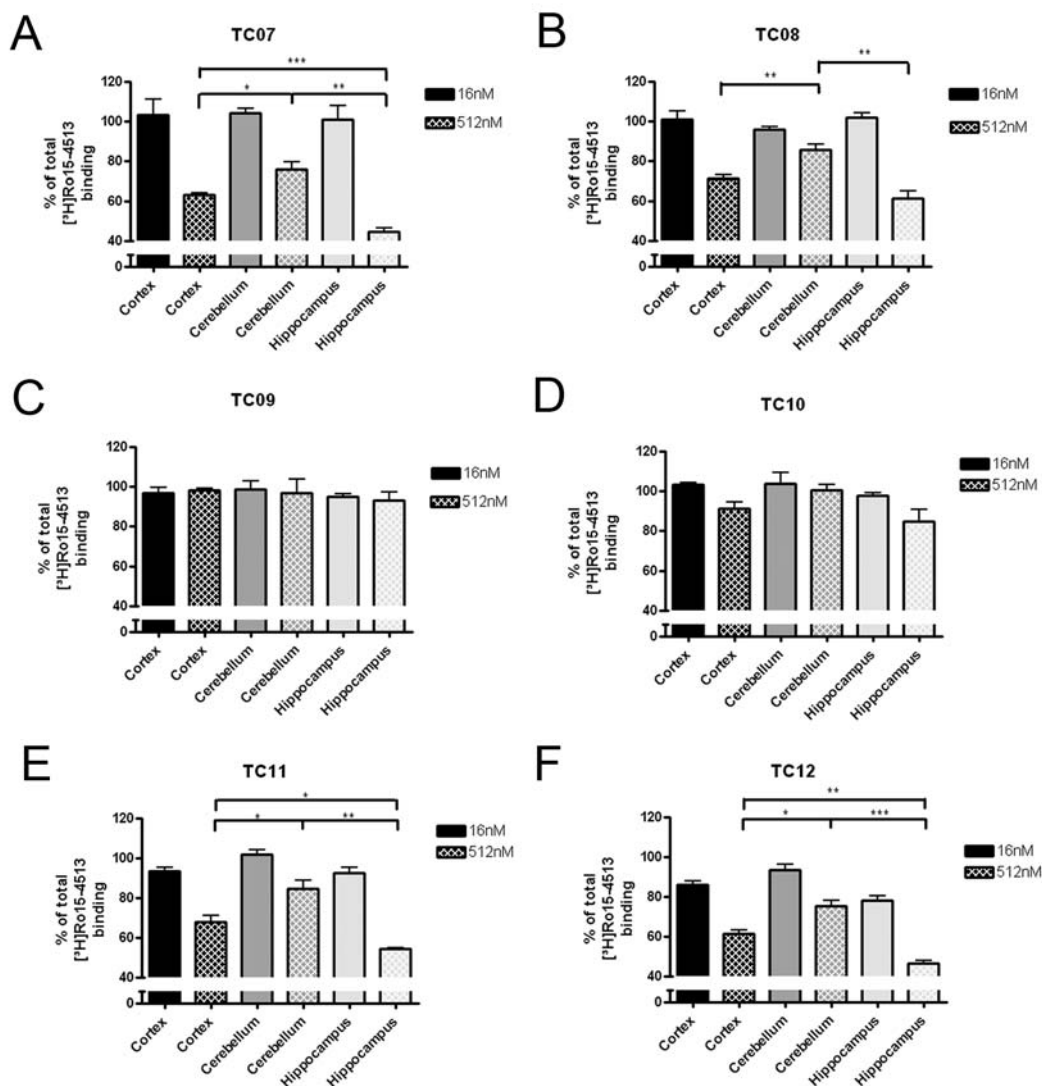 A
TC07
***
*
**
120
100
80
60
40
0
% of total
[³H]Ro15-4513
binding
16nM
512nM
Cortex
Cortex
Cerebellum
Cerebellum
Hippocampus
Hippocampus
B
TC08
**
**
120
100
80
60
40
0
% of total
[³H]Ro15-4513
binding
16nM
512nM
Cortex
Cortex
Cerebellum
Cerebellum
Hippocampus
Hippocampus
C
TC09
120
100
80
60
40
0
% of total
[³H]Ro15-4513
binding
16nM
512nM
Cortex
Cortex
Cerebellum
Cerebellum
Hippocampus
Hippocampus
D
TC10
120
100
80
60
40
0
% of total
[³H]Ro15-4513
binding
16nM
512nM
Cortex
Cortex
Cerebellum
Cerebellum
Hippocampus
Hippocampus
E
TC11
*
*
**
120
100
80
60
40
0
% of total
[³H]Ro15-4513
binding
16nM
512nM
Cortex
Cortex
Cerebellum
Cerebellum
Hippocampus
Hippocampus
F
TC12
**
*
***
120
100
80
60
40
0
% of total
[³H]Ro15-4513
binding
16nM
512nM
Cortex
Cortex
Cerebellum
Cerebellum
Hippocampus
Hippocampus